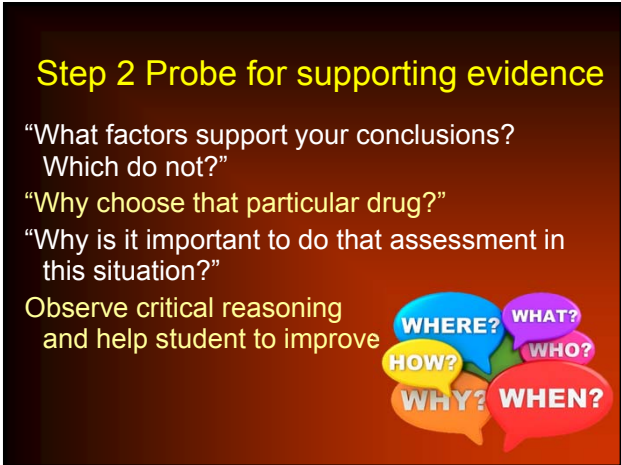 Step 2 Probe for supporting evidence
“What factors support your conclusions?
Which do not?”
“Why choose that particular drug?”
“Why is it important to do that assessment in
this situation?”
Observe critical reasoning
and help student to improve
WHERE?
WHAT?
HOW?
WHO?
WHY?
WHEN?